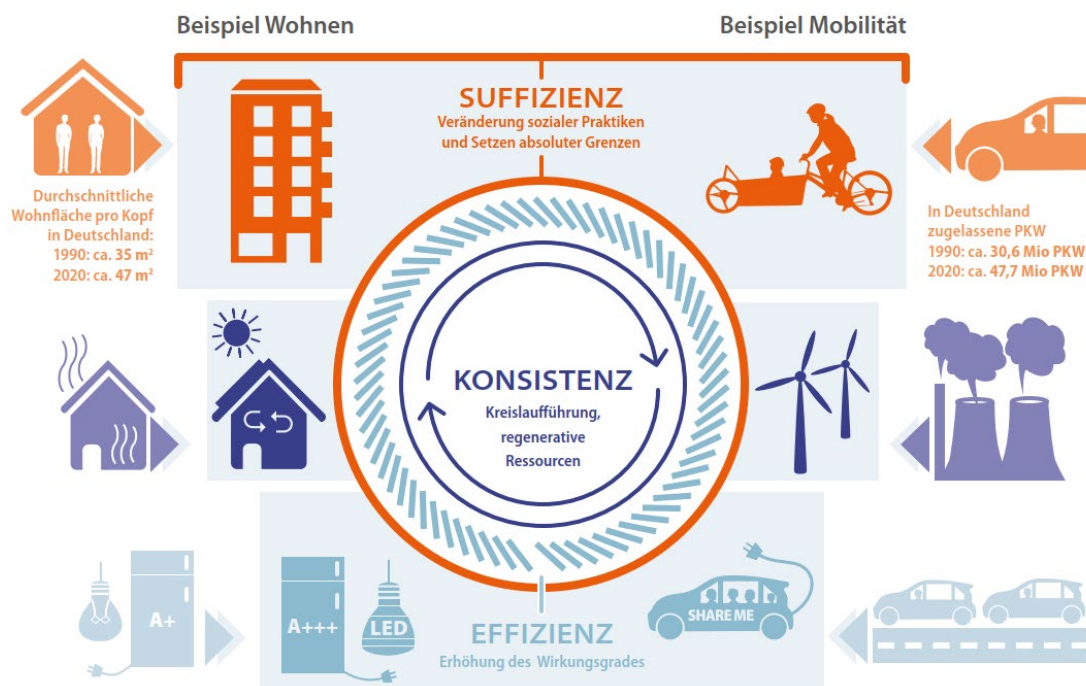 Beispiel Wohnen
Beispiel Mobilität
SUFFIZIENZ
Veränderung sozialer Praktiken
und Setzen absoluter Grenzen
Durchschnittliche
Wohnfläche pro Kopf
in Deutschland:
1990: ca. 35 m²
2020: ca. 47 m²
In Deutschland
zugelassene PKW
1990: ca. 30,6 Mio PKW
2020: ca. 47,7 Mio PKW
KONSISTENZ
Kreislaufführung,
regenerative
Ressourcen
A+
A+++
LED
EFFIZIENZ
Erhöhung des Wirkungsgrades
SHARE ME